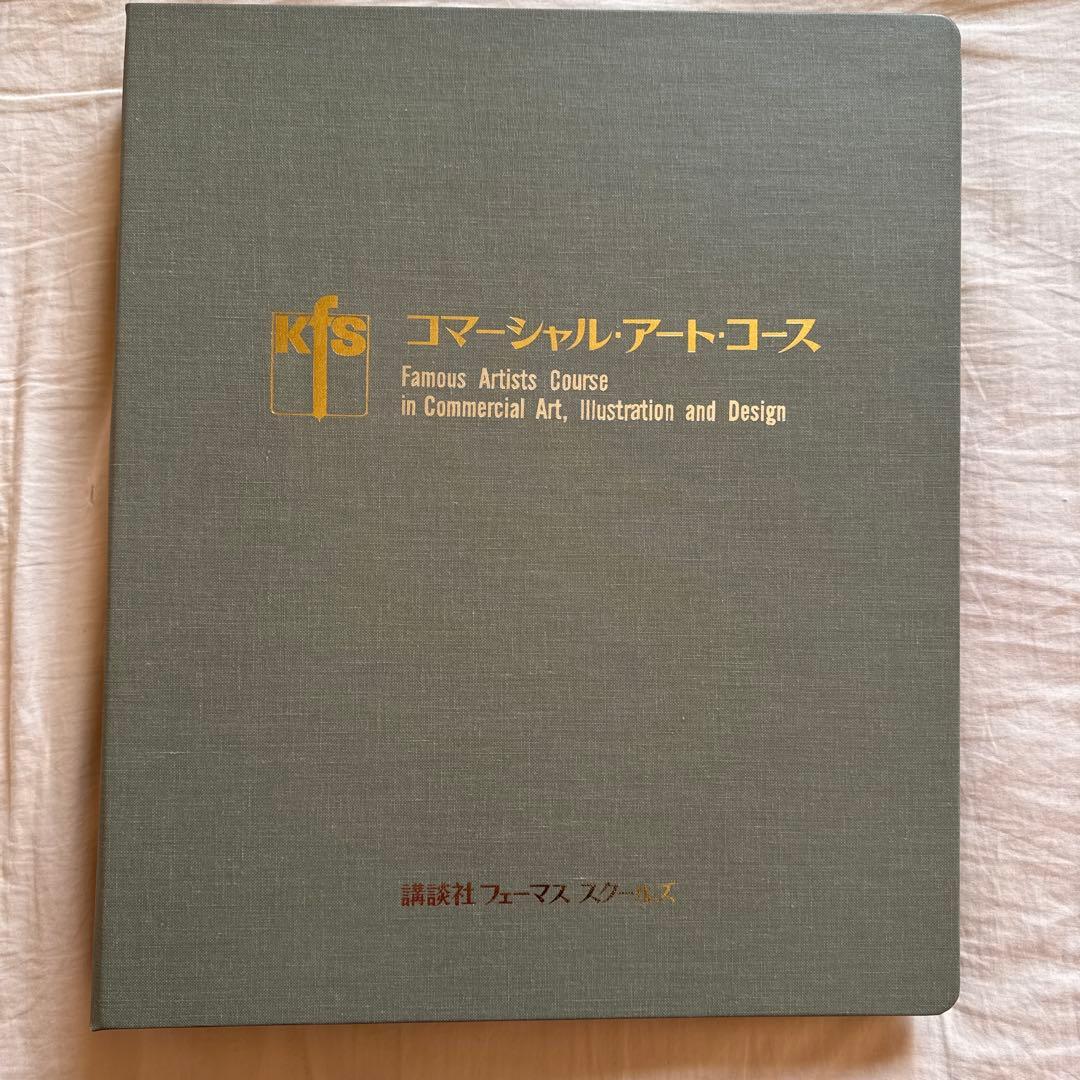 KfS
コマーシャル・アート・コース
Famous Artists Course
in Commercial Art, Illustration and Design
講談社 フェーマス スクールズ